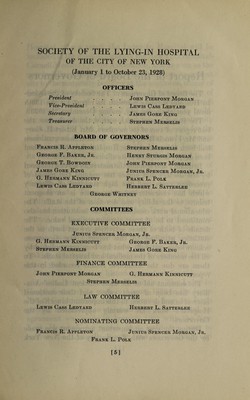 SOCIETY OF THE LYING-IN HOSPITAL
OF THE CITY OF NEW YORK
(January 1 to October 23, 1928)
OFFICERS
President . . . . John Pierpont Morgan
Vice-President . . . . Lewis Cass Ledyard
Secretary . . . . James Gore King
Treasurer . . . . Stephen Merselis
BOARD OF GOVERNORS
Francis R. Appleton Stephen Merselis
George F. Baker, Jr. Henry Sturgis Morgan
George T. Bowdoin John Pierpont Morgan
James Gore King Junius Spencer Morgan, Jr.
G. Hermann Kinnicutt Frank L. Polk
Lewis Cass Ledyard Herbert L. Satterlee
George Whitney
COMMITTEES
EXECUTIVE COMMITTEE
Junius Spencer Morgan, Jr.
G. Hermann Kinnicutt George F. Baker, Jr.
Stephen Merselis James Gore King
FINANCE COMMITTEE
John Pierpont Morgan G. Hermann Kinnicutt
Stephen Merselis
LAW COMMITTEE
Lewis Cass Ledyard Herbert L. Satterlee
NOMINATING COMMITTEE
Francis R. Appleton Junius Spencer Morgan, Jr.
Frank L. Polk
[5]